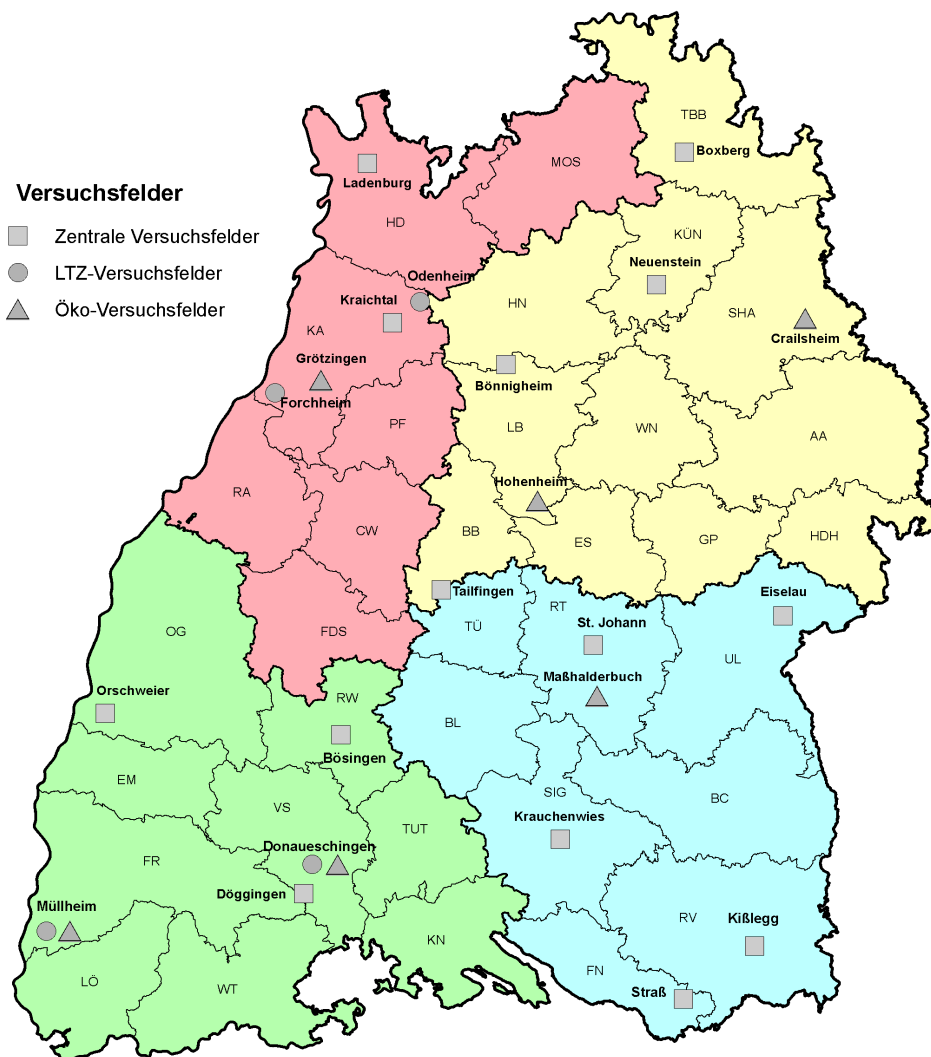 TBB
Boxberg
MOS
Ladenburg
Versuchsfelder
HD
KÜN
Zentrale Versuchsfelder
Neuenstein
LTZ-Versuchsfelder
Odenheim
Kraichtal
HN
Öko-Versuchsfelder
SHA
KA
Crailsheim
Grötzingen
Bönnigheim
Forchheim
PF
LB
WN
AA
Hohenheim
RA
CW
BB
ES
GP
HDH
Tailfingen
Eiselau
RT
OG
FDS
TÜ
St. Johann
UL
Maßhalderbuch
Orschweier
RW
BL
Bösingen
EM
VS
SIG
BC
Krauchenwies
TUT
Donaueschingen
FR
Döggingen
Müllheim
RV
Kißlegg
KN
FN
LÖ
WT
Straß